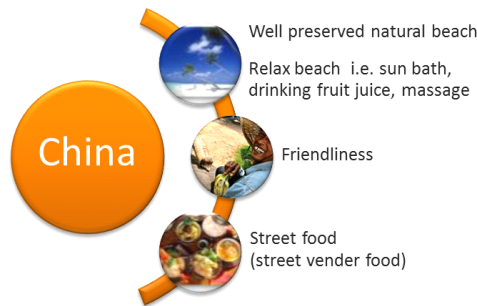 China
Well preserved natural beach
Relax beach  i.e. sun bath,
drinking fruit juice, massage
Friendliness
Street food
(street vender food)